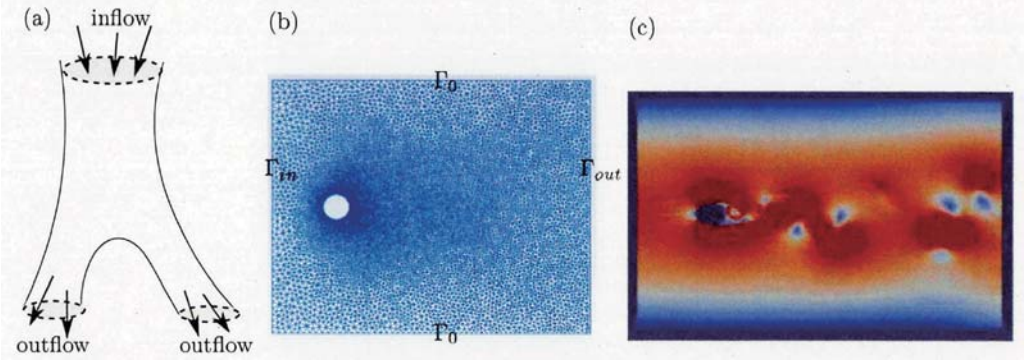 (a)
inflow
outflow
outflow
(b)
Γ₀
Γᵢₙ
Γₒᵤₜ
Γ₀
(c)